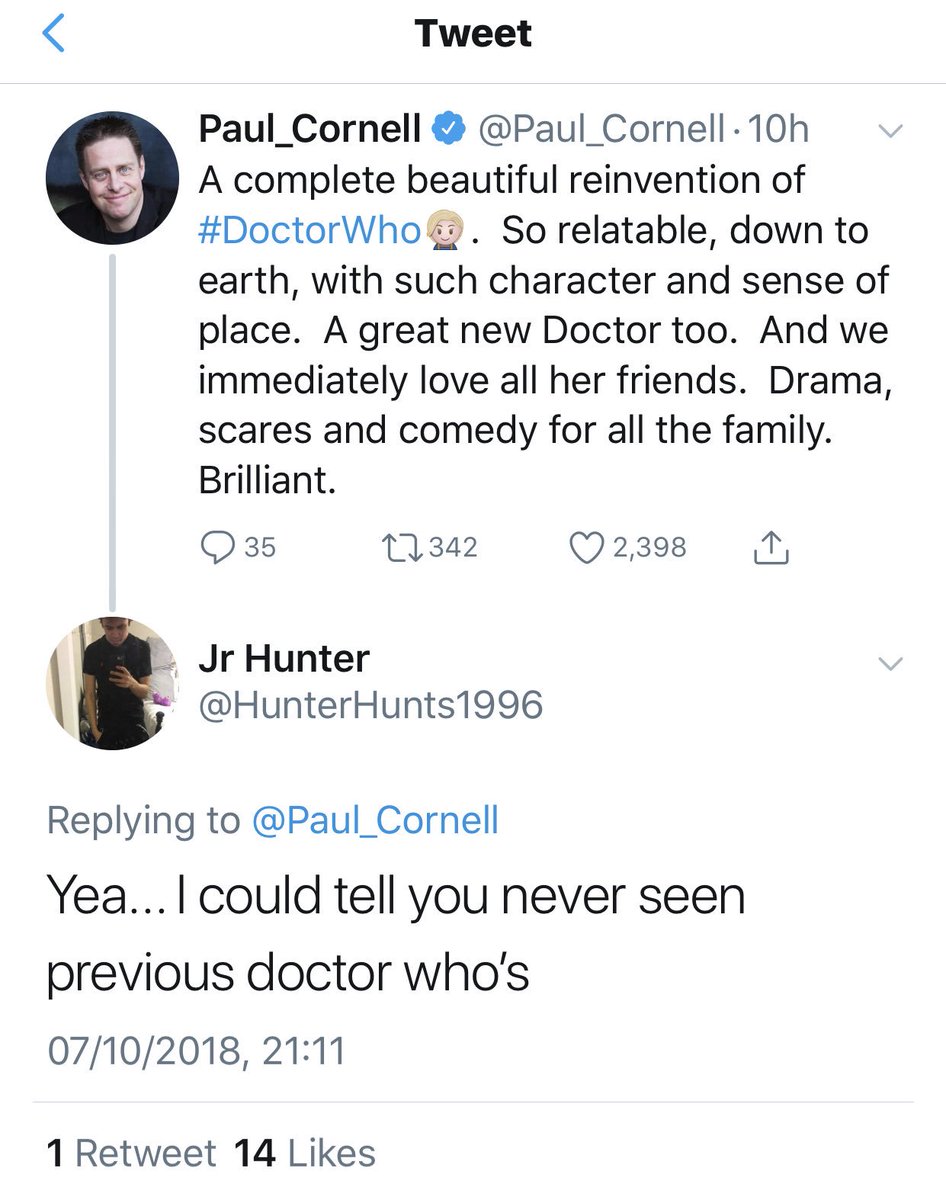 Tweet
Paul_Cornell @Paul_Cornell · 10h
A complete beautiful reinvention of
#DoctorWho. So relatable, down to
earth, with such character and sense of
place. A great new Doctor too. And we
immediately love all her friends. Drama,
scares and comedy for all the family.
Brilliant.
35 342 2,398
Jr Hunter
@HunterHunts1996
Replying to @Paul_Cornell
Yea... I could tell you never seen
previous doctor who’s
07/10/2018, 21:11
1 Retweet 14 Likes